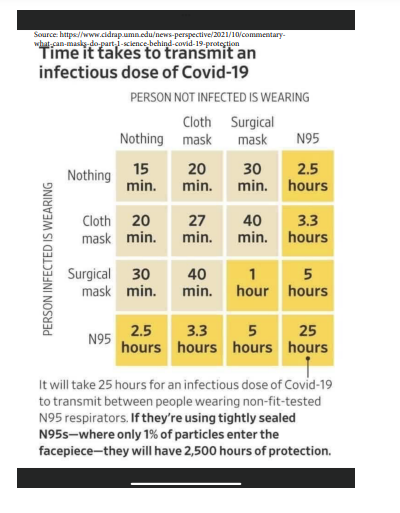 Source: https://www.cidrap.umn.edu/news-perspective/2021/10/commentary-
what-can-masks-do-part-1-science-behind-covid-19-protection
Time it takes to transmit an
infectious dose of Covid-19
PERSON NOT INFECTED IS WEARING
Cloth Surgical
Nothing mask mask N95
PERSON INFECTED IS WEARING
Nothing 15 min. 20 min. 30 min. 2.5 hours
Cloth mask 20 min. 27 min. 40 min. 3.3 hours
Surgical mask 30 min. 40 min. 1 hour 5 hours
N95 2.5 hours 3.3 hours 5 hours 25 hours
It will take 25 hours for an infectious dose of Covid-19
to transmit between people wearing non-fit-tested
N95 respirators. If they're using tightly sealed
N95s—where only 1% of particles enter the
facepiece—they will have 2,500 hours of protection.